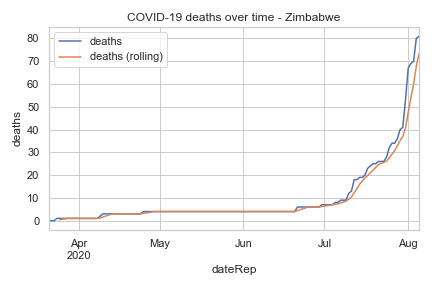 COVID-19 deaths over time - Zimbabwe
deaths
deaths (rolling)
80
70
60
50
40
30
20
10
0
deaths
Apr
2020
May
Jun
Jul
Aug
dateRep